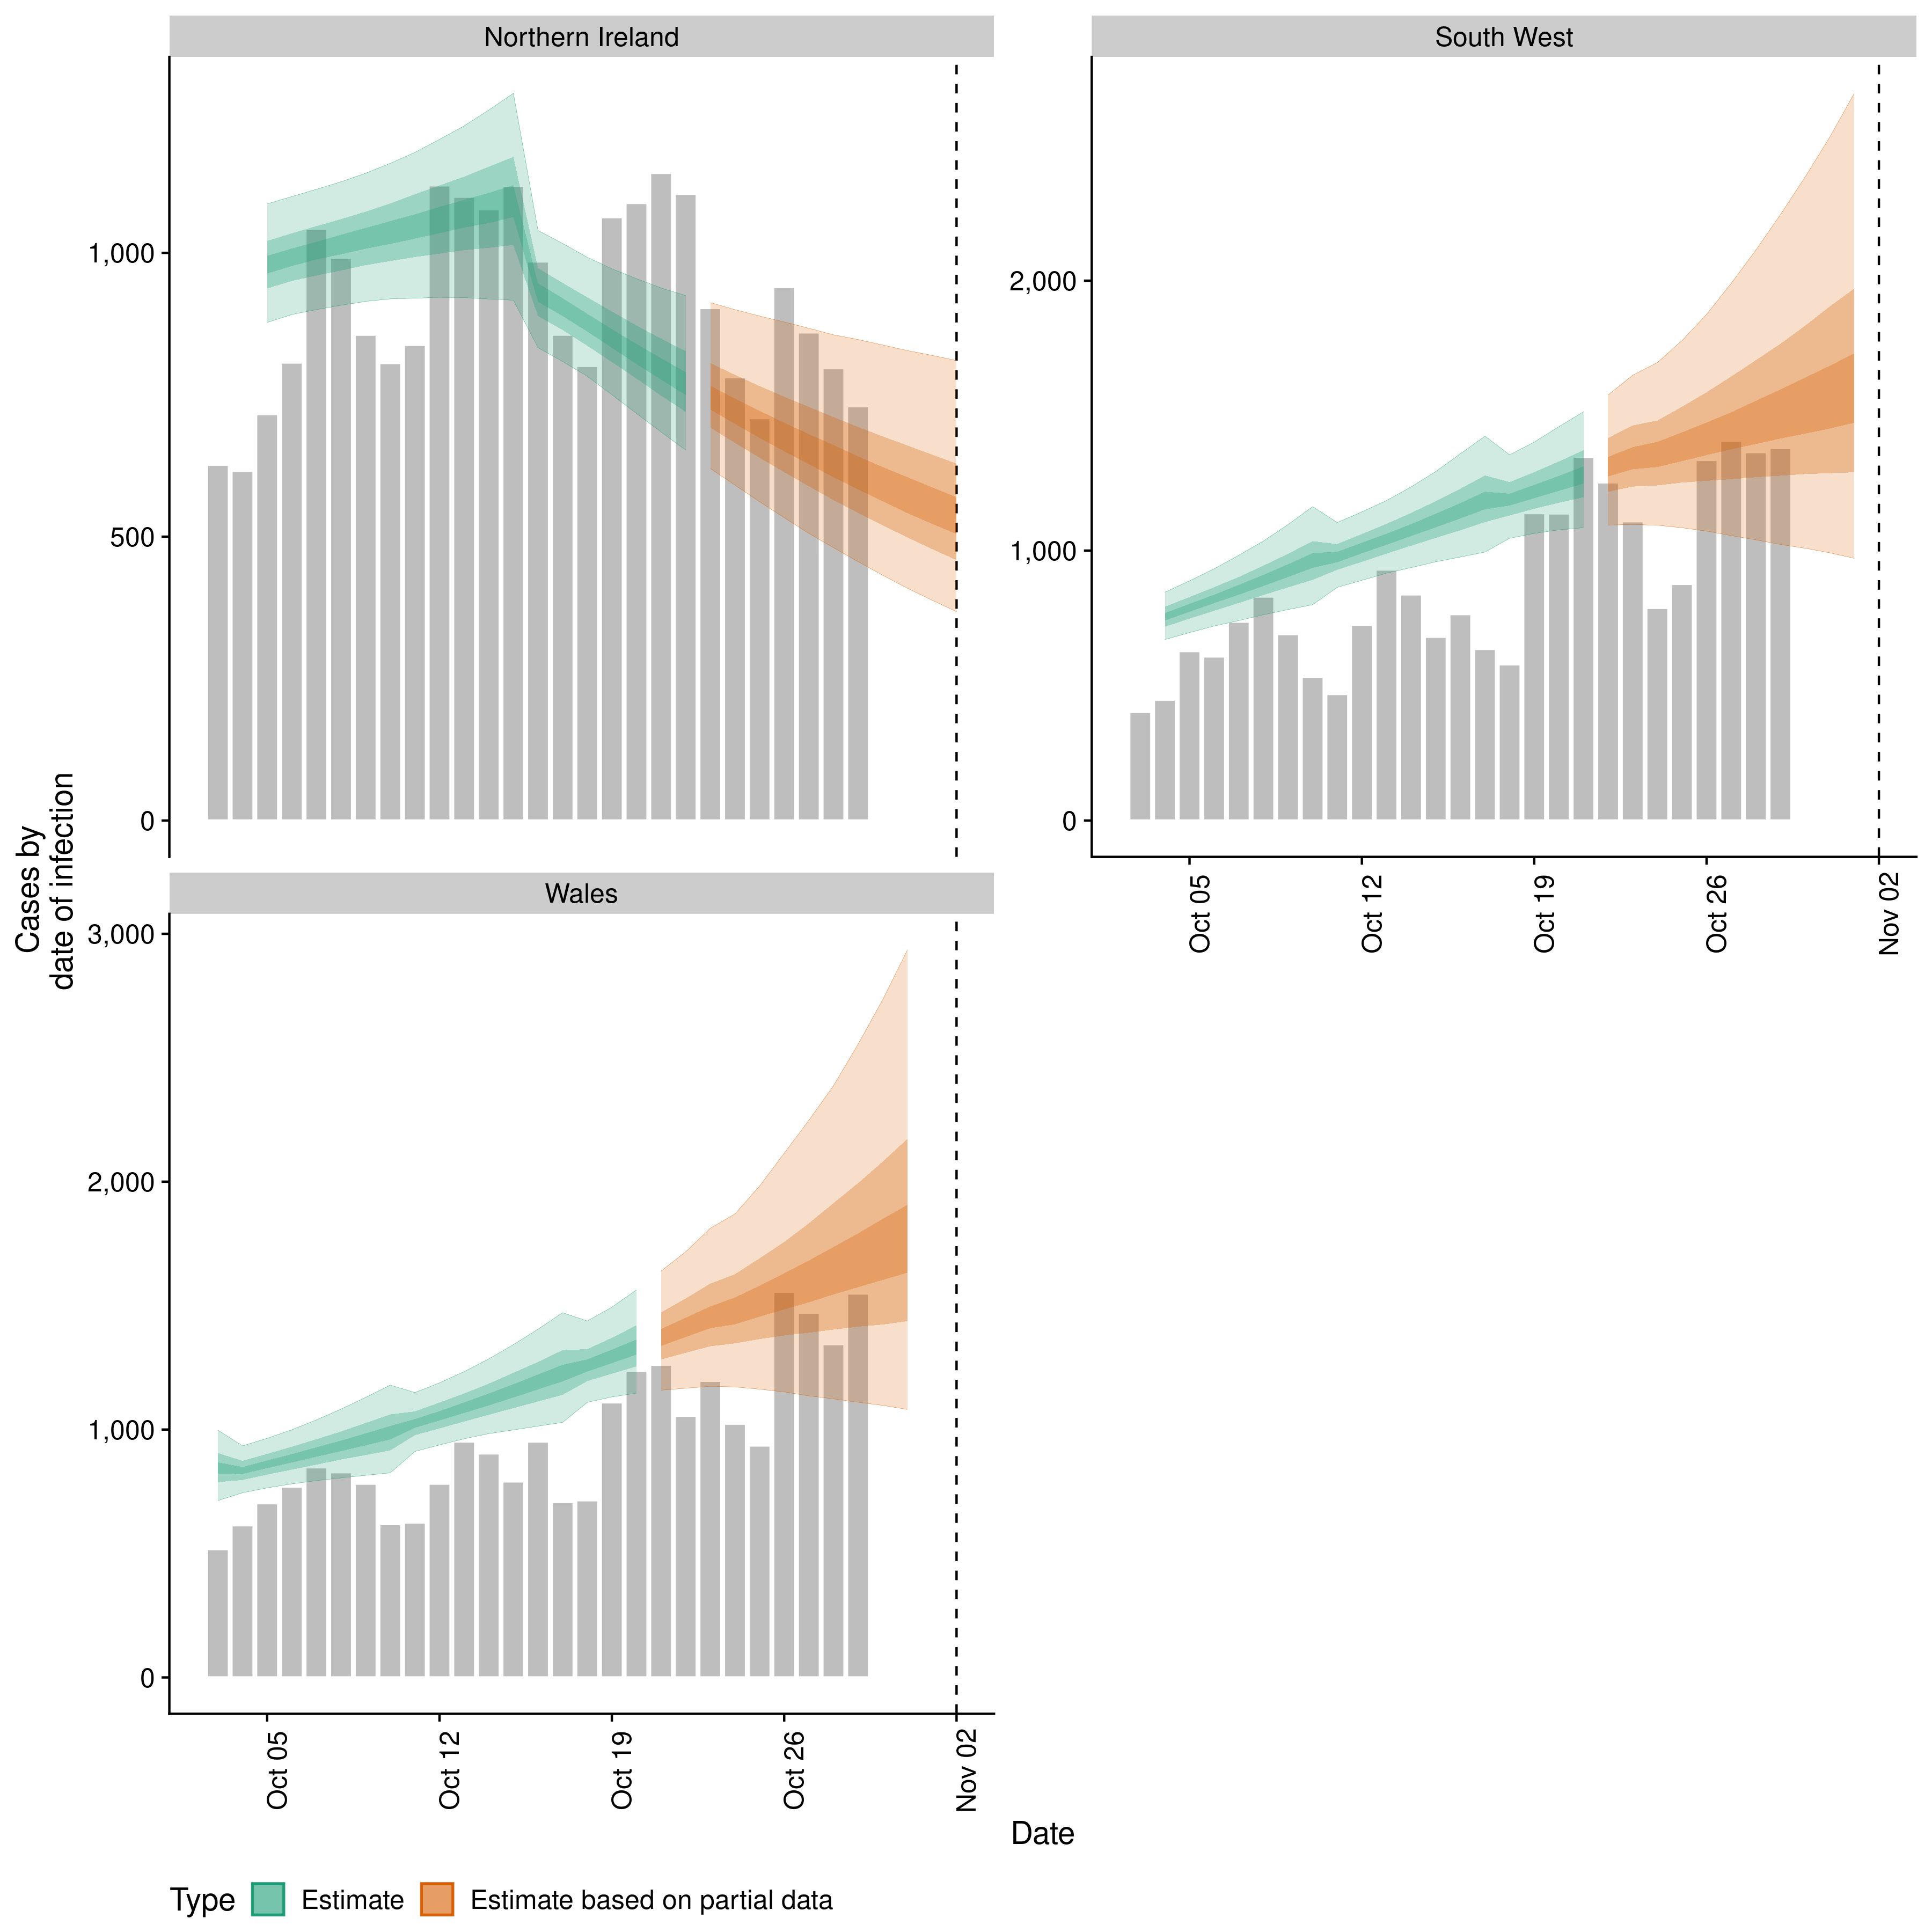 Northern Ireland
South West
1,000
500
0
2,000
1,000
0
Oct 05
Oct 12
Oct 19
Oct 26
Nov 02
Cases by
date of infection
Wales
3,000
2,000
1,000
0
Oct 05
Oct 12
Oct 19
Oct 26
Nov 02
Date
Type Estimate Estimate based on partial data